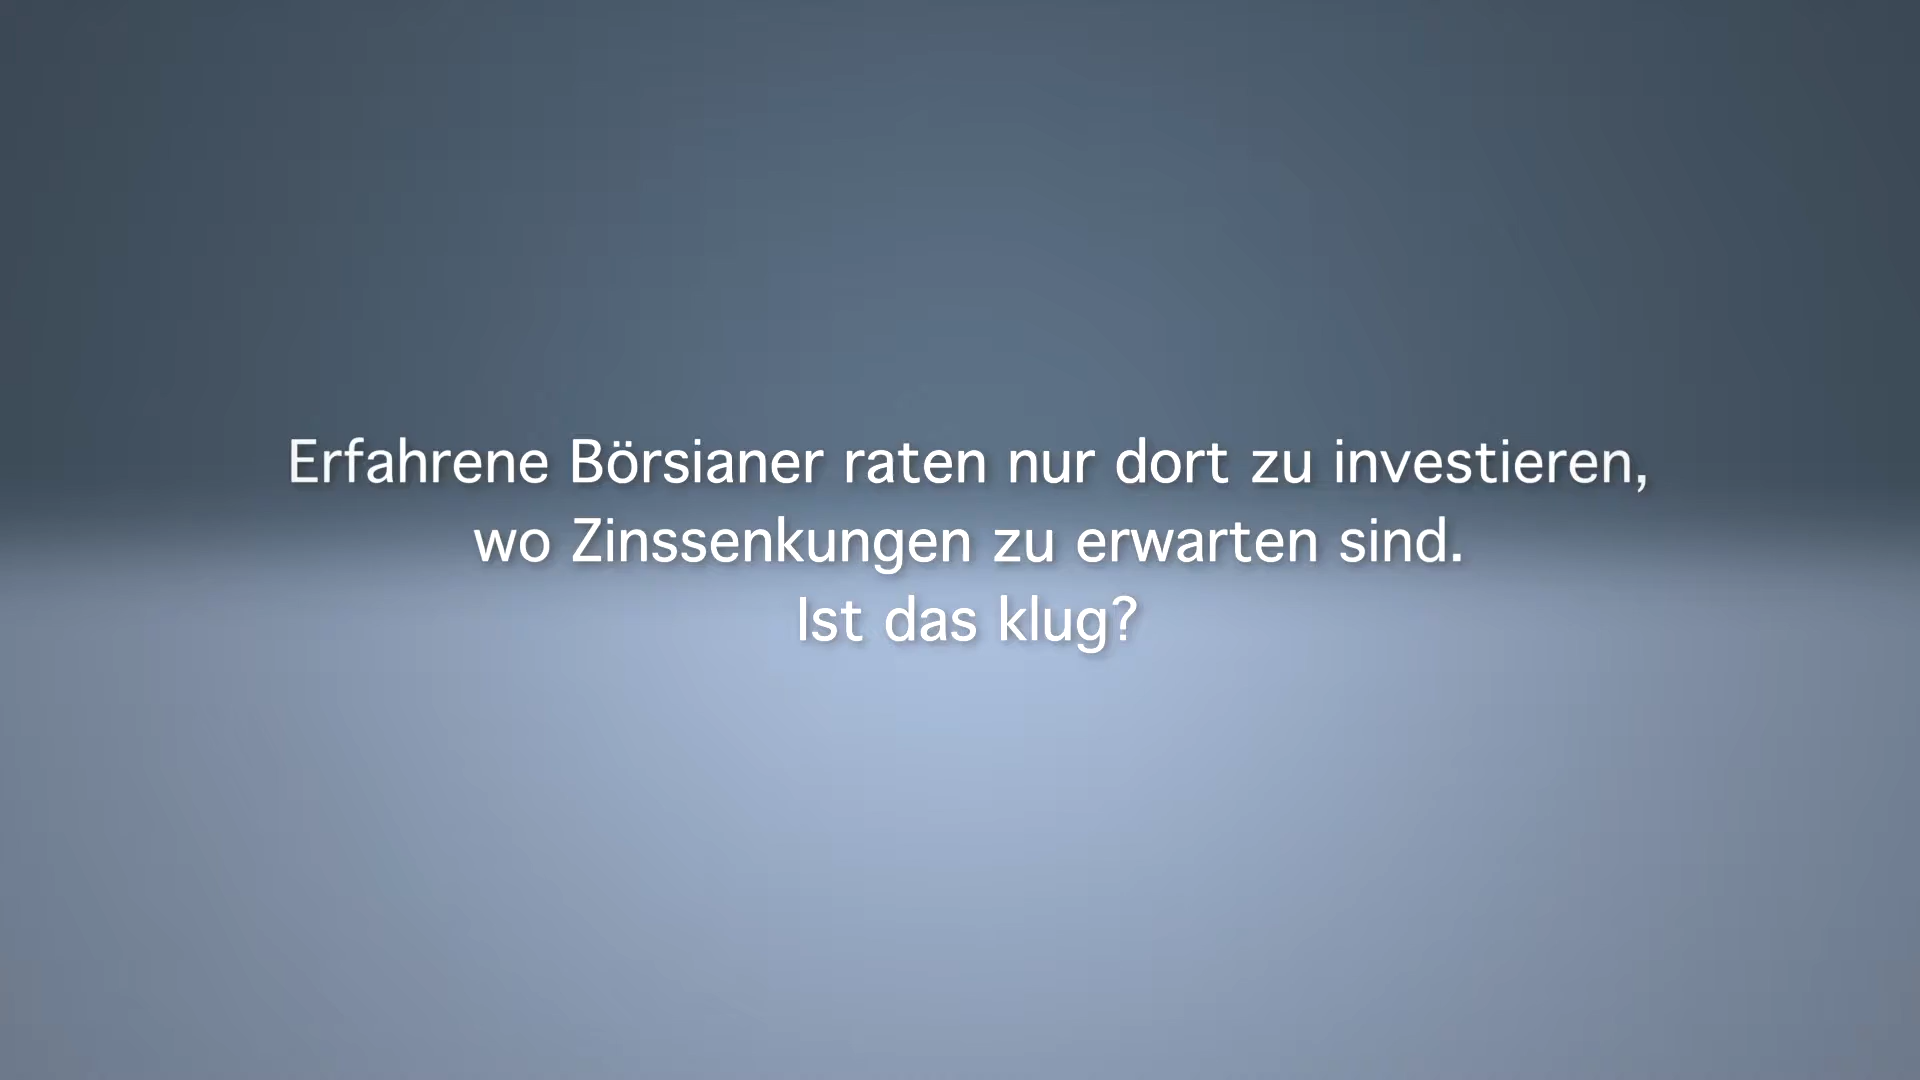 Erfahrene Börsianer raten nur dort zu investieren,
wo Zinssenkungen zu erwarten sind.
Ist das klug?